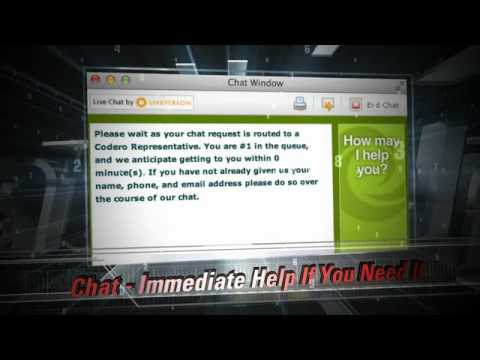 Chat Window
Live Chat by LIVEPERSON
End Chat
Please wait as your chat request is routed to a
Codero Representative. You are #1 in the queue,
and we anticipate getting to you within 0
minute(s). If you have not already given us your
name, phone, and email address please do so over
the course of our chat.
How may
I help
you?
Chat - Immediate Help If You Need It